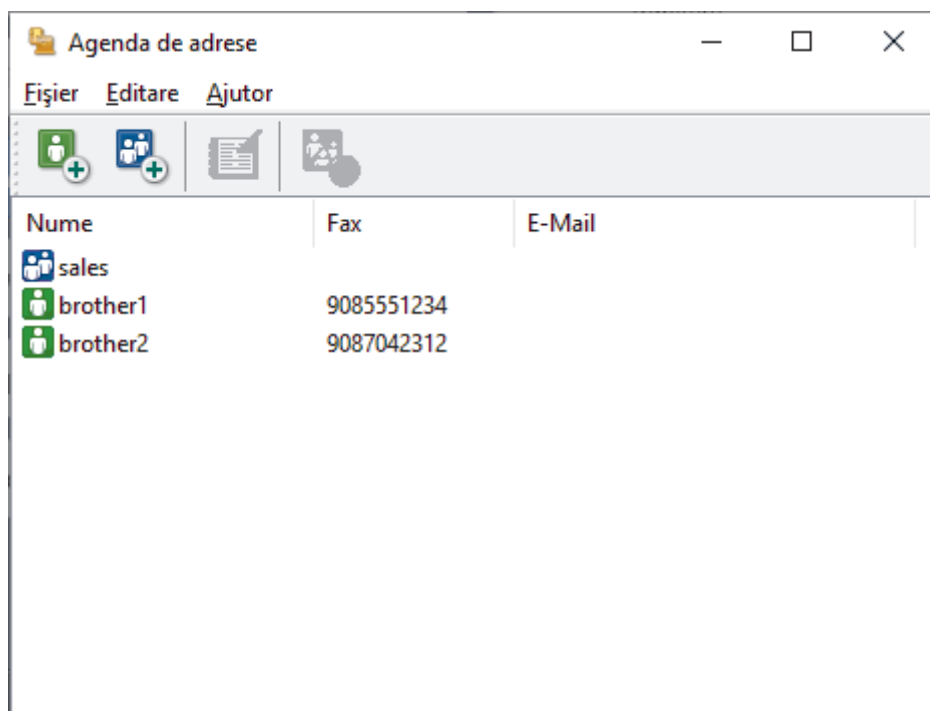 Agenda de adrese
Fişier Editare Ajutor
Nume Fax E-Mail
sales
brother1 9085551234
brother2 9087042312